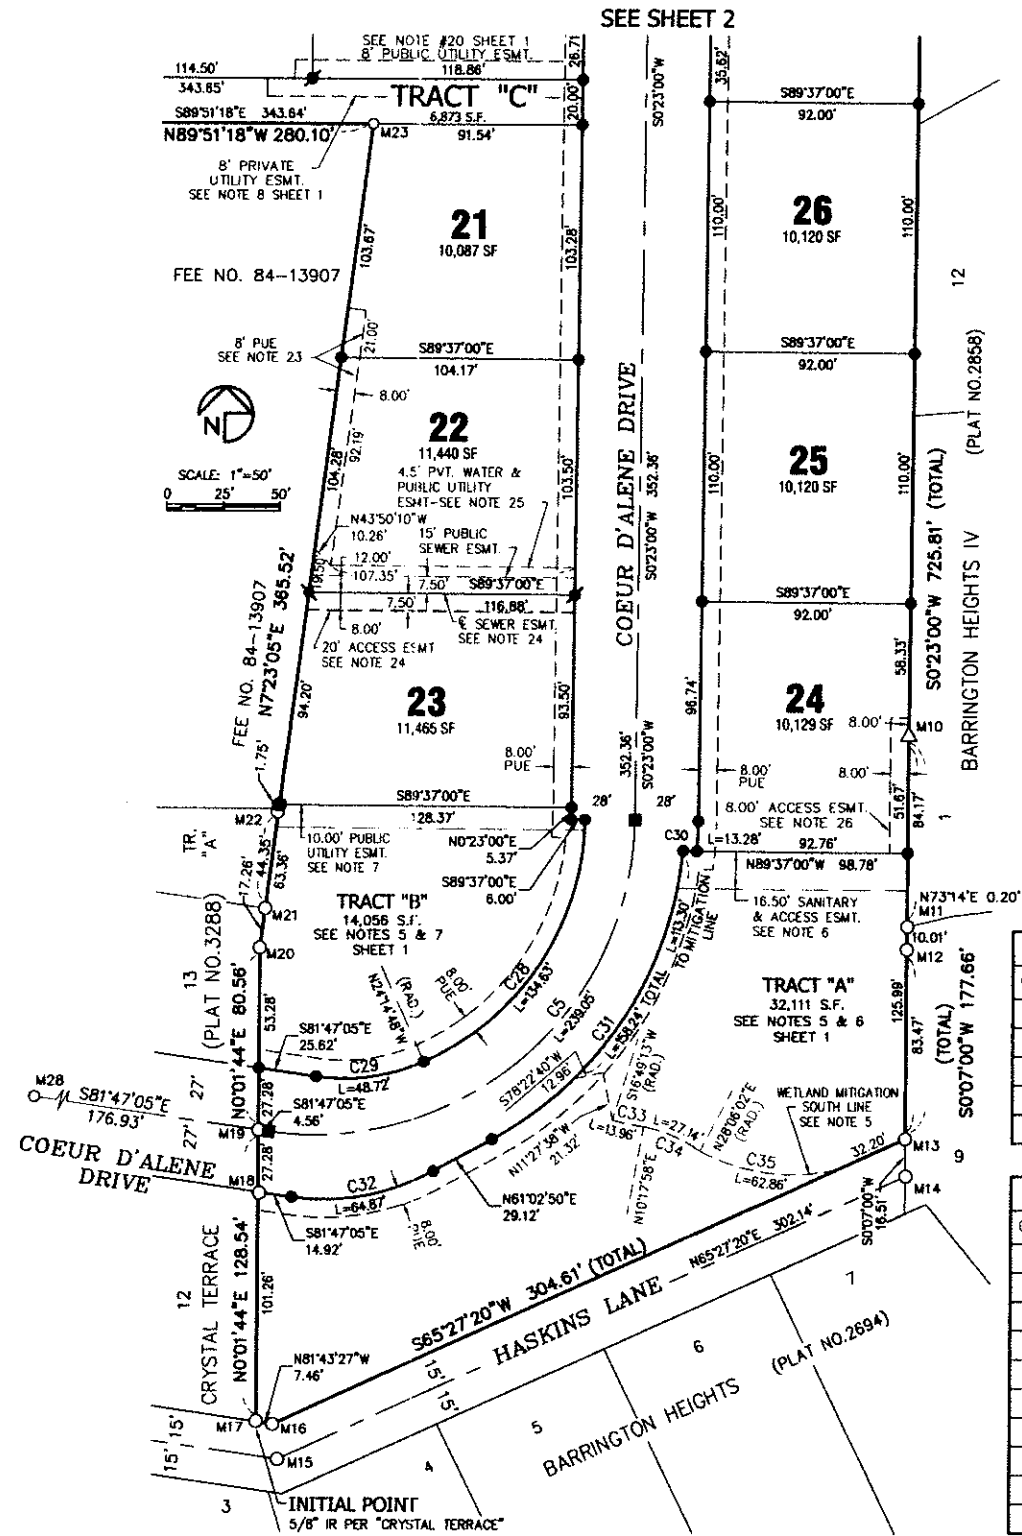 SEE SHEET 2
SEE NOTE #20 SHEET 1
8' PUBLIC UTILITY ESMT.
114.50'
118.86'
343.85'
TRACT "C"
6,873 S.F.
S89°51'18"E 343.64'
N89°51'18"W 280.10'
M23
91.54'
26.71
20.00'
S0°23'00"W
35.62'
S89°37'00"E
92.00'
8' PRIVATE
UTILITY ESMT.
SEE NOTE 8 SHEET 1
21
10,087 SF
103.67'
103.28'
26
10,120 SF
110.00'
110.00'
FEE NO. 84-13907
12
8' PUE
SEE NOTE 23
21.00'
S89°37'00"E
104.17'
S89°37'00"E
92.00'
8.00'
N
SCALE: 1"=50'
0 25' 50'
22
11,440 SF
104.28'
92.19'
103.50'
4.5' PVT. WATER &
PUBLIC UTILITY
ESMT-SEE NOTE 25
N43°50'10"W
10.26'
15' PUBLIC
SEWER ESMT.
COEUR D'ALENE DRIVE
S0°23'00"W 352.36'
25
10,120 SF
110.00'
110.00'
S0°23'00"W 725.81' (TOTAL)
BARRINGTON HEIGHTS IV
(PLAT NO.2858)
19.50'
12.00'
107.35'
7.50'
S89°37'00"E
116.88'
7.50'
8.00'
℄ SEWER ESMT.
SEE NOTE 24
20' ACCESS ESMT
SEE NOTE 24
S89°37'00"E
92.00'
FEE NO. 84-13907
N7°23'05"E 365.52'
94.20'
23
11,465 SF
93.50'
8.00'
PUE
352.36'
S0°23'00"W
96.74'
24
10,129 SF
58.33'
8.00'
M10
8.00'
PUE
8.00'
8.00' ACCESS ESMT.
SEE NOTE 26
51.67'
84.17'
1
1.75'
M22
S89°37'00"E
128.37'
28' 28'
N0°23'00"E
5.37'
S89°37'00"E
6.00'
C30
L=13.28'
92.76'
N89°37'00"W 98.78'
TR.
"A"
44.35'
63.36'
17.26'
10.00' PUBLIC
UTILITY ESMT.
SEE NOTE 7
M21
M20
TRACT "B"
14,056 S.F.
SEE NOTES 5 & 7
SHEET 1
16.50' SANITARY
& ACCESS ESMT.
SEE NOTE 6
N73°14'E 0.20'
M11
10.01'
M12
L=113.30'
TO MITIGATION
LINE
13
(PLAT NO.3288)
N0°01'44"E 80.56'
53.28'
N24°14'48"W
(RAD.)
8.00'
PUE
C28
L=134.63'
C5
L=239.05'
C31
L=158.24' TOTAL
TRACT "A"
32,111 S.F.
SEE NOTES 5 & 6
SHEET 1
125.99'
83.47'
(TOTAL)
S0°07'00"W 177.66'
S81°47'05"E
25.62'
C29
L=48.72'
S78°22'40"W
12.96'
S16°49'13"W
(RAD.)
N28°06'02"E
(RAD.)
WETLAND MITIGATION
SOUTH LINE
SEE NOTE 5
M28
S81°47'05"E
176.93'
27'
27'
27.28'
S81°47'05"E
4.56'
M19
27.28'
C33
L=13.96'
L=27.14'
C34
C35
L=62.86'
32.20'
M13
9
M14
N11°27'38"W
21.32'
N10°17'58"E
COEUR D'ALENE
DRIVE
M18
C32
L=64.87'
N61°02'50"E
29.12'
S81°47'05"E
14.92'
8.00'
PUE
S0°07'00"W
16.51'
12
CRYSTAL TERRACE
N0°01'44"E 128.54'
101.26'
S65°27'20"W 304.61' (TOTAL)
HASKINS LANE
N65°27'20"E 302.14'
7
6
(PLAT NO.2694)
N81°43'27"W
7.46'
15'
15'
M17
M16
15'
15'
M15
5
4
BARRINGTON HEIGHTS
3
INITIAL POINT
5/8" IR PER "CRYSTAL TERRACE"